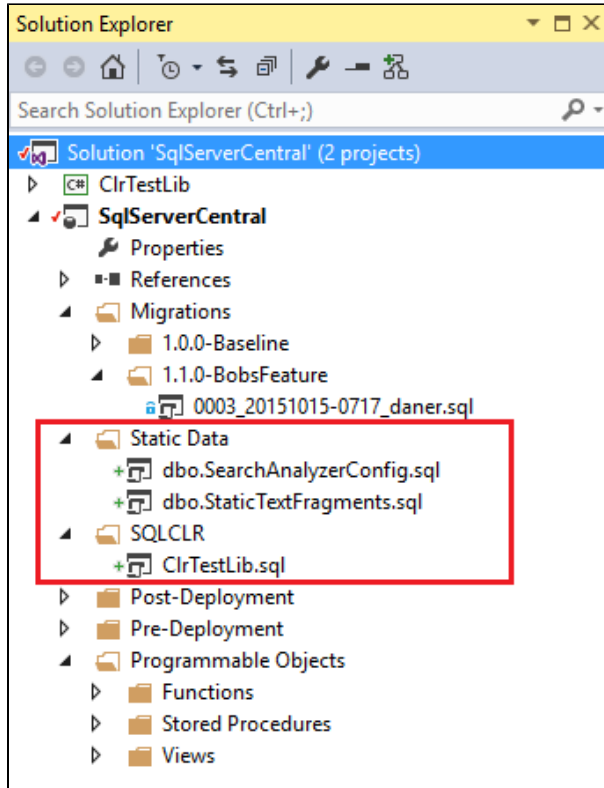 Solution Explorer
Search Solution Explorer (Ctrl+;)
Solution 'SqlServerCentral' (2 projects)
C# ClrTestLib
SqlServerCentral
Properties
References
Migrations
1.0.0-Baseline
1.1.0-BobsFeature
0003_20151015-0717_daner.sql
Static Data
dbo.SearchAnalyzerConfig.sql
dbo.StaticTextFragments.sql
SQLCLR
ClrTestLib.sql
Post-Deployment
Pre-Deployment
Programmable Objects
Functions
Stored Procedures
Views